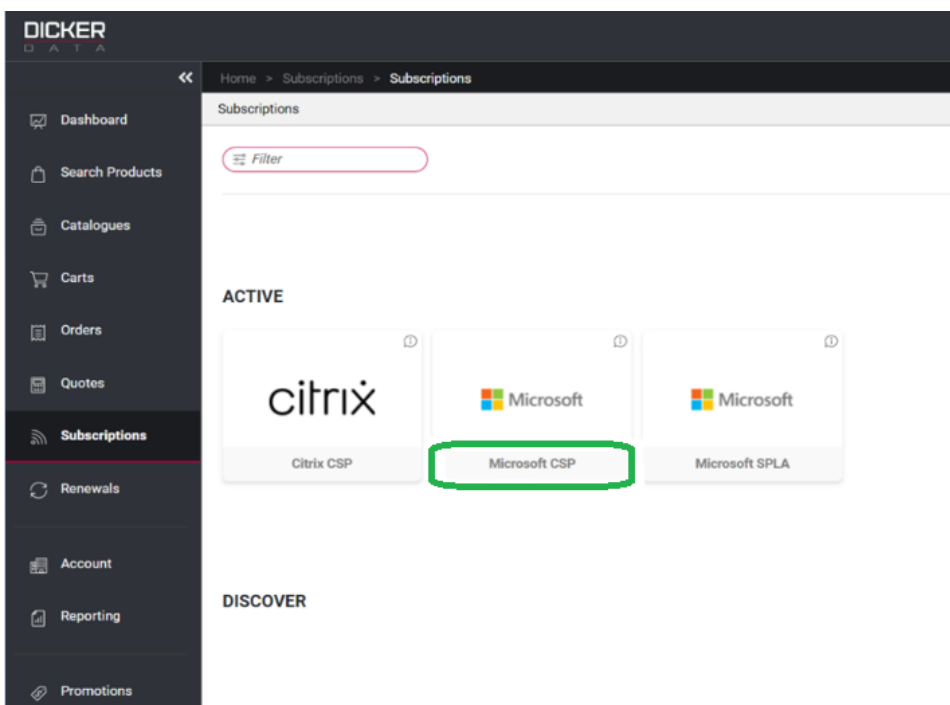 DICKER
DATA
Home > Subscriptions > Subscriptions
Subscriptions
Filter
Dashboard
Search Products
Catalogues
Carts
Orders
Quotes
Subscriptions
Renewals
Account
Reporting
Promotions
ACTIVE
citrix
Microsoft
Microsoft
Citrix CSP
Microsoft CSP
Microsoft SPLA
DISCOVER